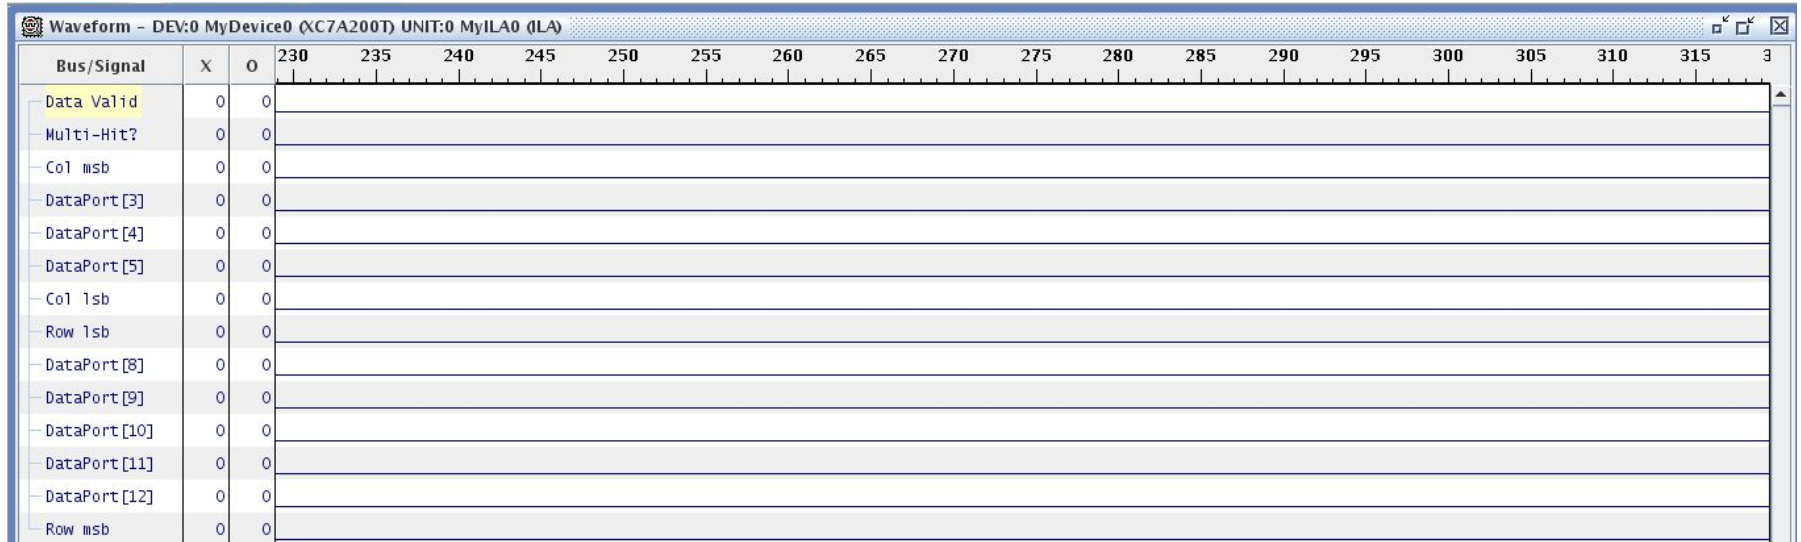 Waveform - DEV:0 MyDevice0 (XC7A200T) UNIT:0 MyILA0 (ILA)
Bus/Signal X O 230 235 240 245 250 255 260 265 270 275 280 285 290 295 300 305 310 315 3
Data Valid 0 0
Multi-Hit? 0 0
Col msb 0 0
DataPort[3] 0 0
DataPort[4] 0 0
DataPort[5] 0 0
Col lsb 0 0
Row lsb 0 0
DataPort[8] 0 0
DataPort[9] 0 0
DataPort[10] 0 0
DataPort[11] 0 0
DataPort[12] 0 0
Row msb 0 0